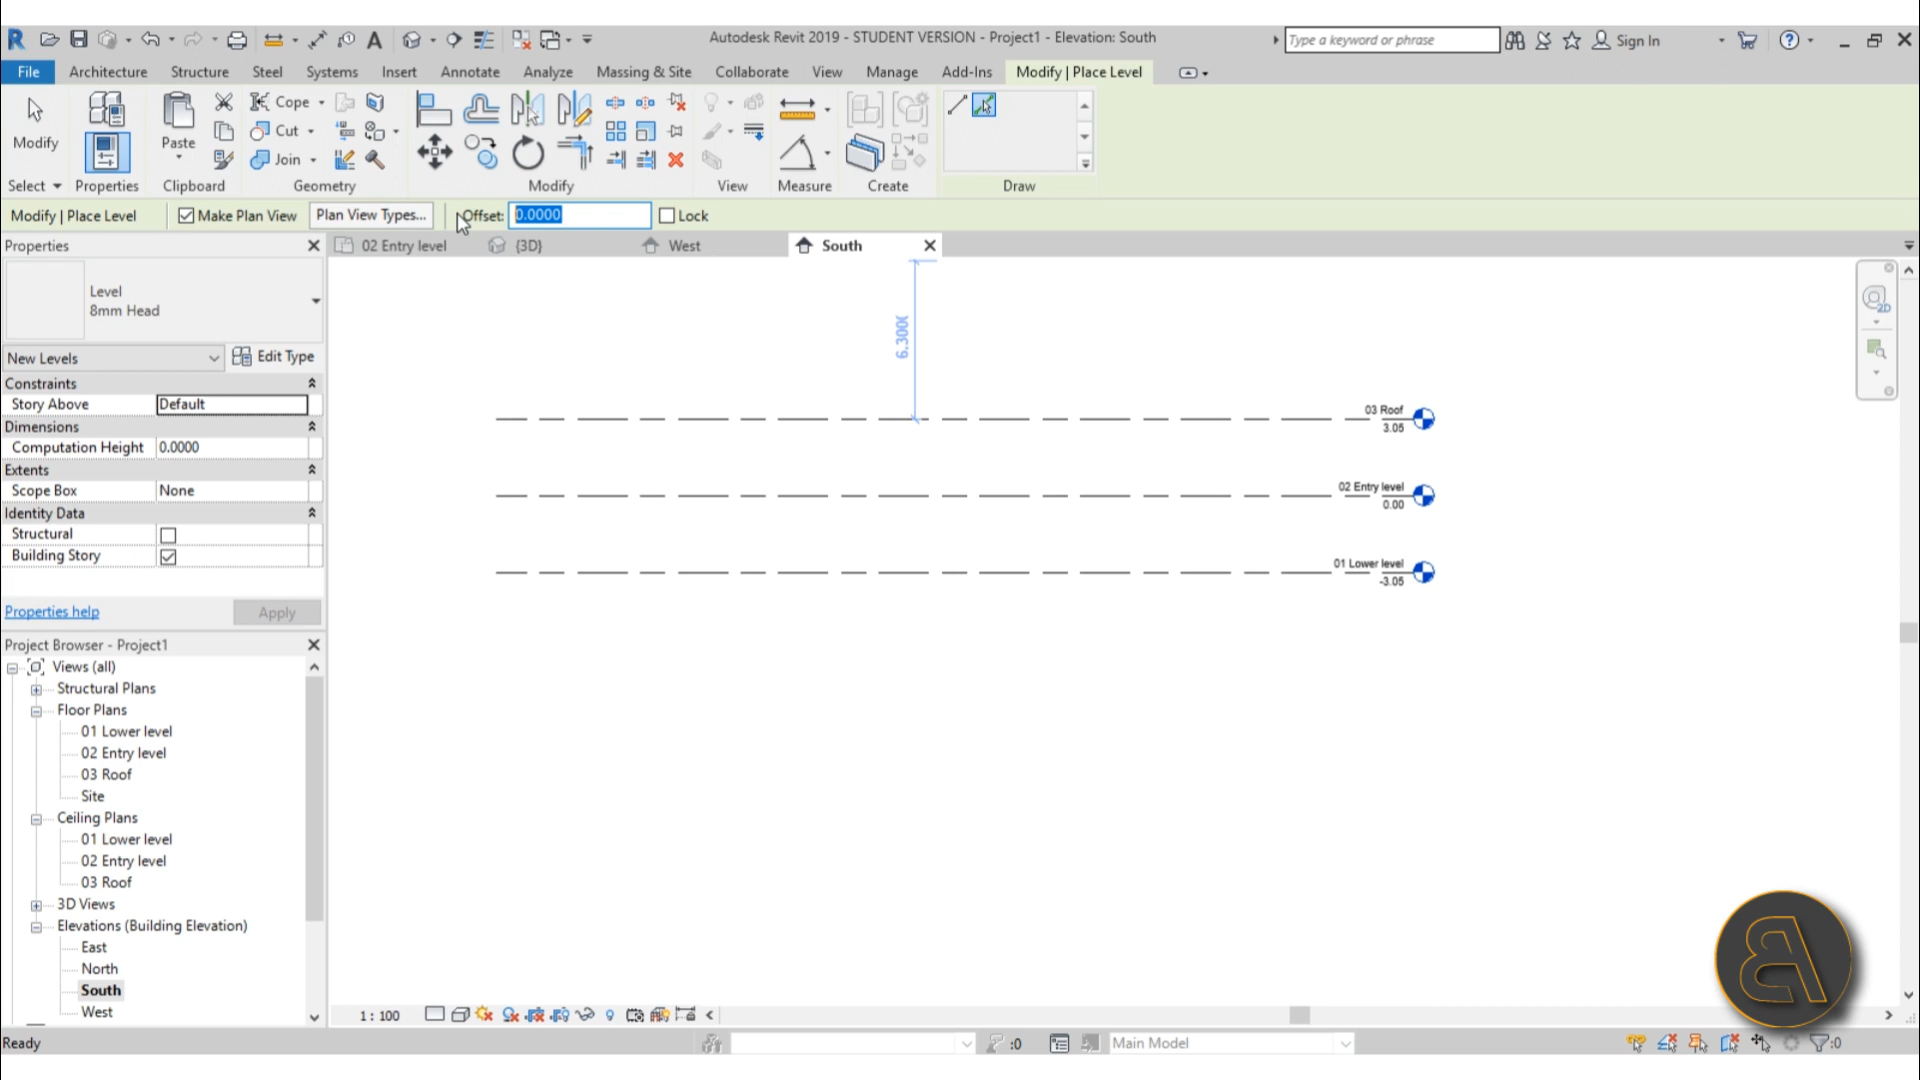 Autodesk Revit 2019 - STUDENT VERSION - Project1 - Elevation: South
Type a keyword or phrase
Sign In
File Architecture Structure Steel Systems Insert Annotate Analyze Massing & Site Collaborate View Manage Add-Ins Modify | Place Level
Modify
Paste
Cope
Cut
Join
Select Properties Clipboard Geometry Modify View Measure Create Draw
Modify | Place Level Make Plan View Plan View Types... Offset: 0.0000 Lock
Properties
02 Entry level {3D} West South
Level
8mm Head
New Levels Edit Type
Constraints
Story Above Default
Dimensions
Computation Height 0.0000
Extents
Scope Box None
Identity Data
Structural
Building Story
Properties help Apply
Project Browser - Project1
Views (all)
Structural Plans
Floor Plans
01 Lower level
02 Entry level
03 Roof
Site
Ceiling Plans
01 Lower level
02 Entry level
03 Roof
3D Views
Elevations (Building Elevation)
East
North
South
West
03 Roof
3.05
02 Entry level
0.00
01 Lower level
-3.05
2D
1 : 100
Ready
:0
Main Model
:0